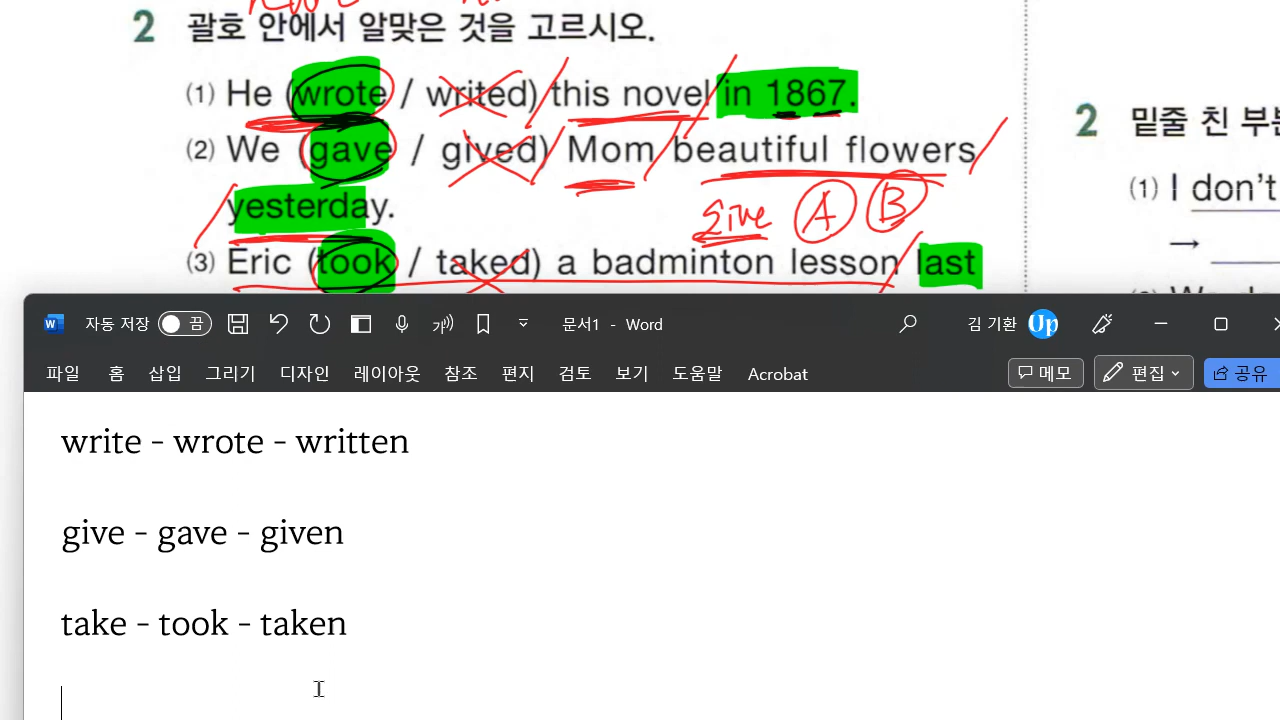 2 괄호 안에서 알맞은 것을 고르시오.
(1) He (wrote / writed) this novel in 1867.
(2) We (gave / gived) Mom beautiful flowers
yesterday.
give A B
(3) Eric (took / taked) a badminton lesson last
2 밑줄 친
(1) I don't
→
자동 저장 끔 문서1 - Word 김 기환 Up
파일 홈 삽입 그리기 디자인 레이아웃 참조 편지 검토 보기 도움말 Acrobat 메모 편집 공유
write - wrote - written
give - gave - given
take - took - taken